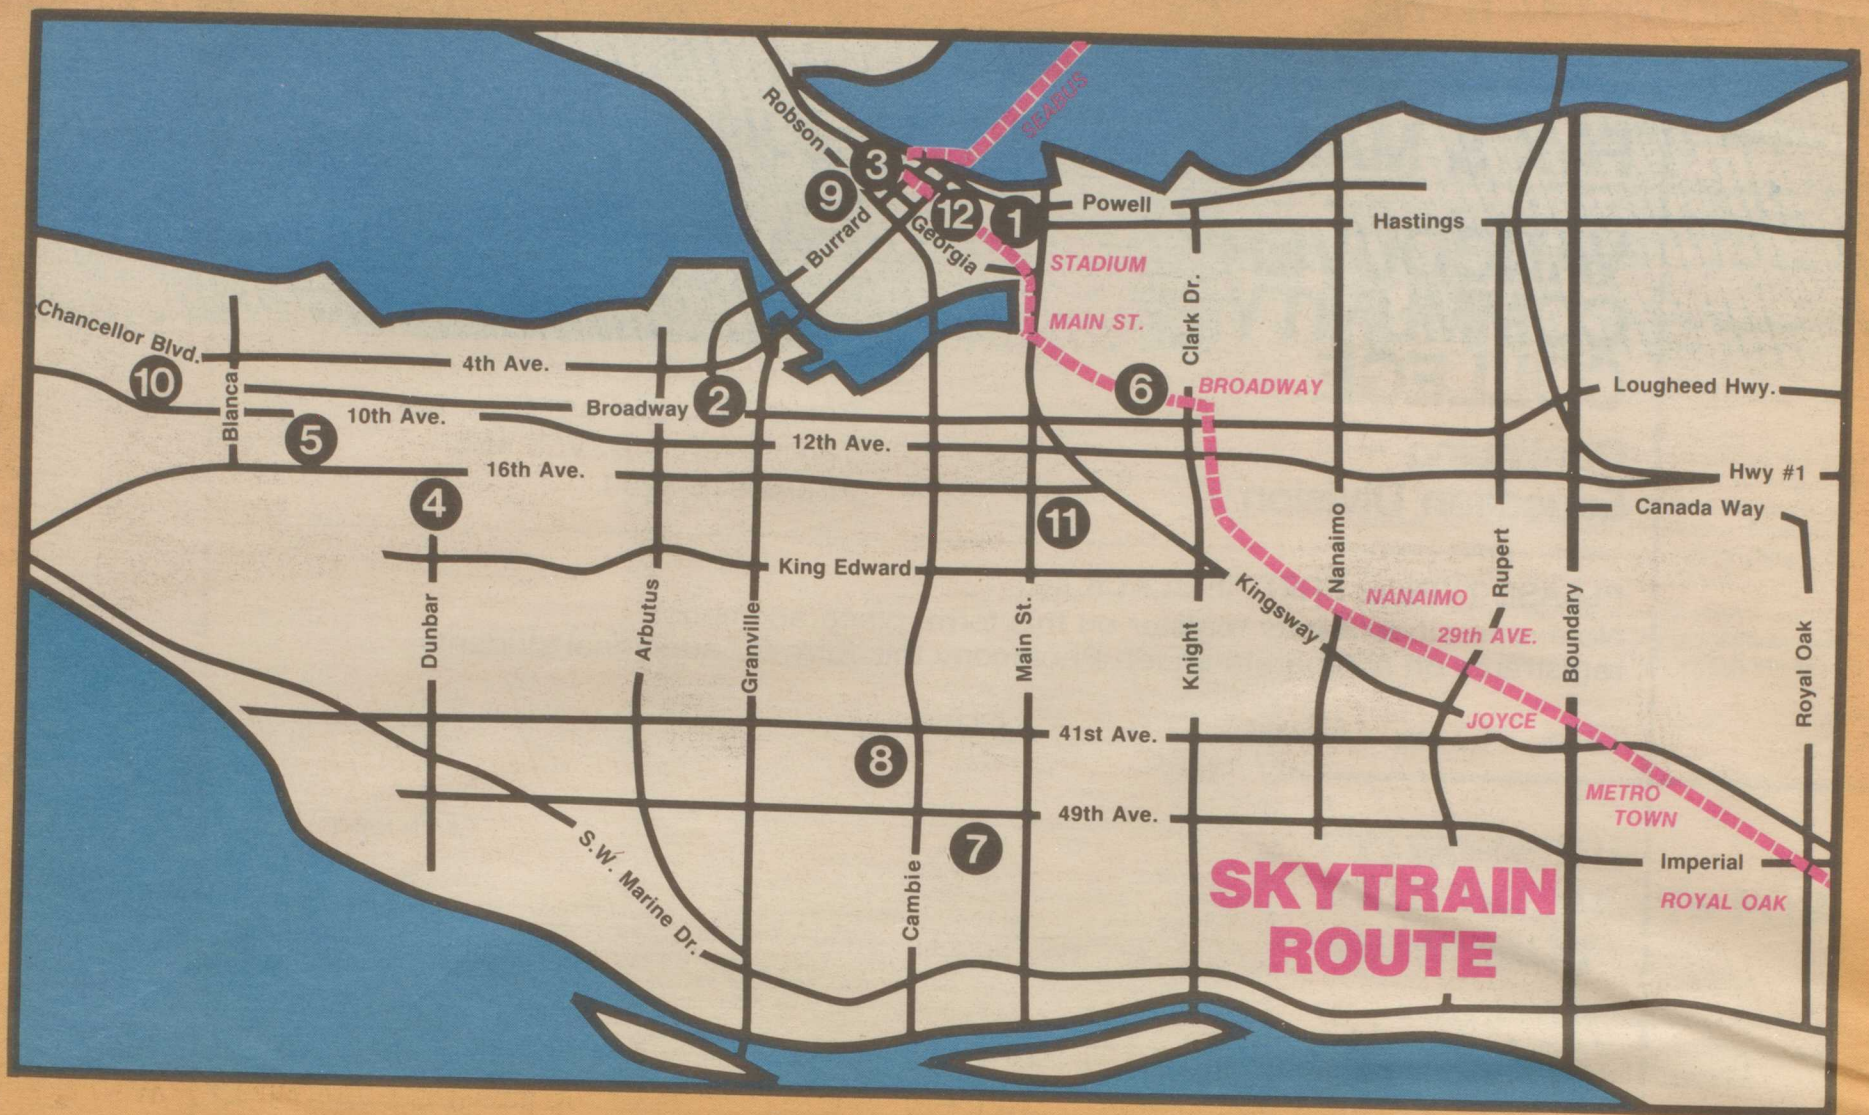 SEABUS
Robson
3
9
12
1
Powell
Hastings
Burrard
Georgia
STADIUM
MAIN ST.
Clark Dr.
Chancellor Blvd.
10
4th Ave.
Blanca
Broadway
2
6
BROADWAY
Lougheed Hwy.
10th Ave.
5
12th Ave.
16th Ave.
Hwy #1
4
11
Canada Way
King Edward
Kingsway
Nanaimo
Rupert
NANAIMO
29th AVE.
Dunbar
Arbutus
Granville
Main St.
Knight
Boundary
Royal Oak
JOYCE
41st Ave.
8
METRO
TOWN
49th Ave.
7
S.W. Marine Dr.
Cambie
Imperial
ROYAL OAK
SKYTRAIN
ROUTE